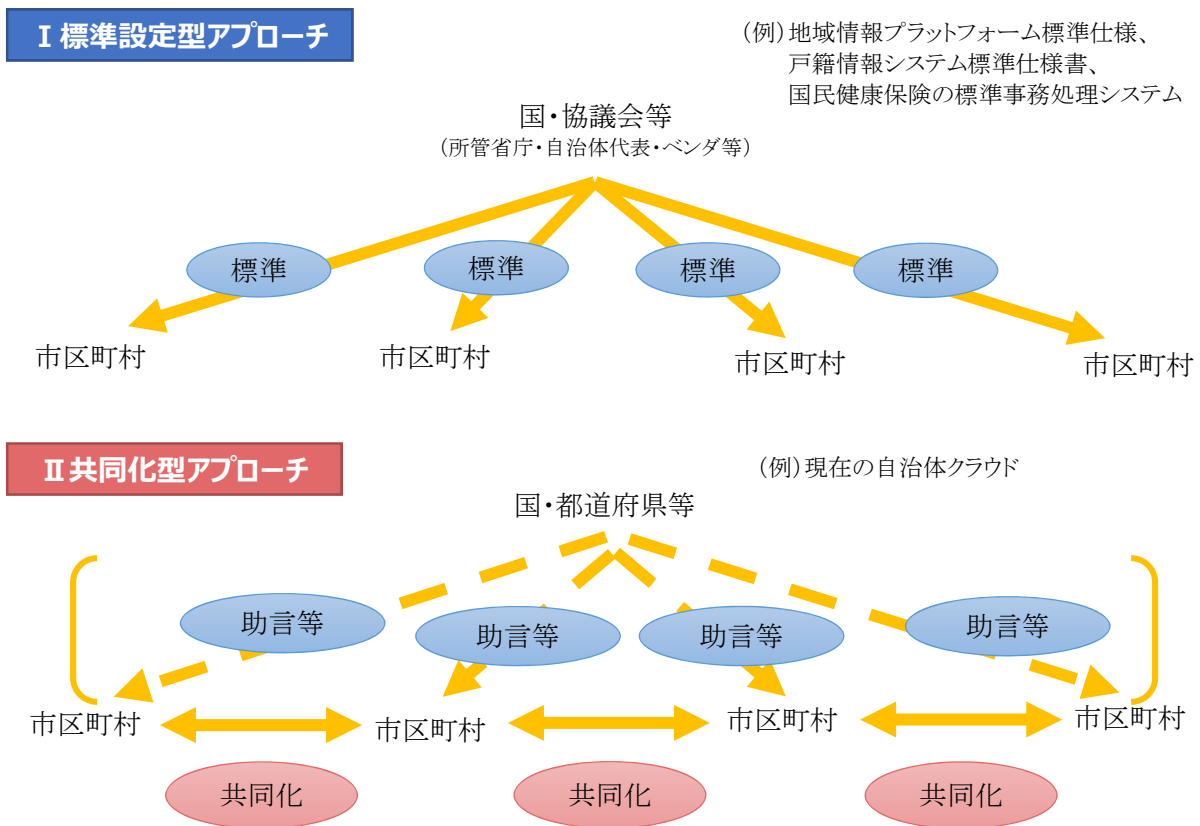 Ⅰ標準設定型アプローチ
(例)地域情報プラットフォーム標準仕様、
戸籍情報システム標準仕様書、
国民健康保険の標準事務処理システム
国・協議会等
(所管省庁・自治体代表・ベンダ等)
標準
標準
標準
標準
市区町村
市区町村
市区町村
市区町村
Ⅱ共同化型アプローチ
(例)現在の自治体クラウド
国・都道府県等
助言等
助言等
助言等
助言等
市区町村
市区町村
市区町村
市区町村
共同化
共同化
共同化